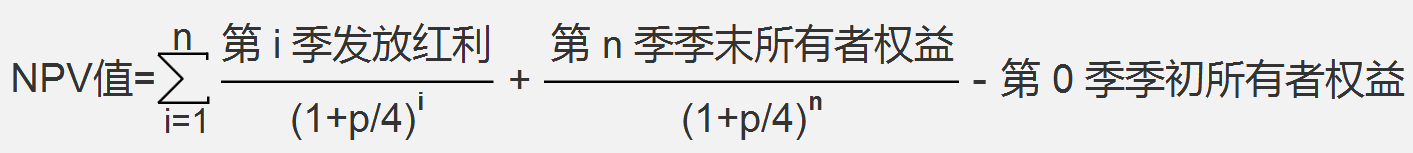 NPV值=∑(i=1)^n 第 i 季发放红利/(1+p/4)^i + 第 n 季季末所有者权益/(1+p/4)^n - 第 0 季季初所有者权益